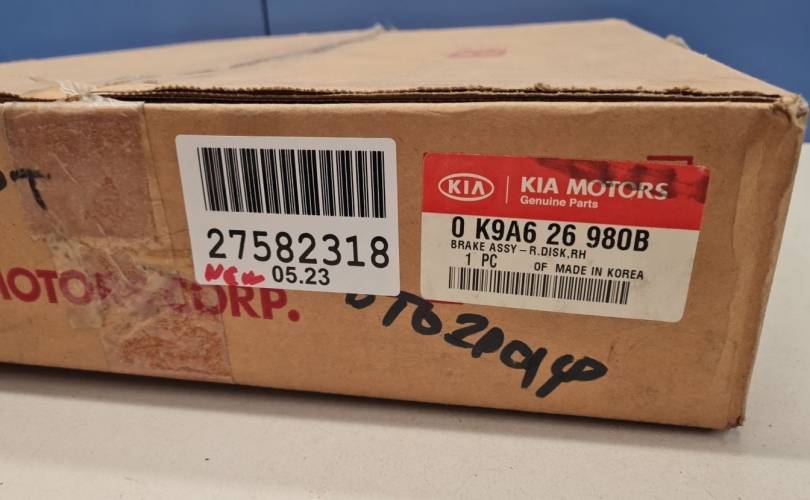 27582318
NEW 05.23
KIA
KIA MOTORS
Genuine Parts
0 K9A6 26 980B
BRAKE ASSY-R.DISK,RH
1 PC OF MADE IN KOREA
MOTORS CORP.